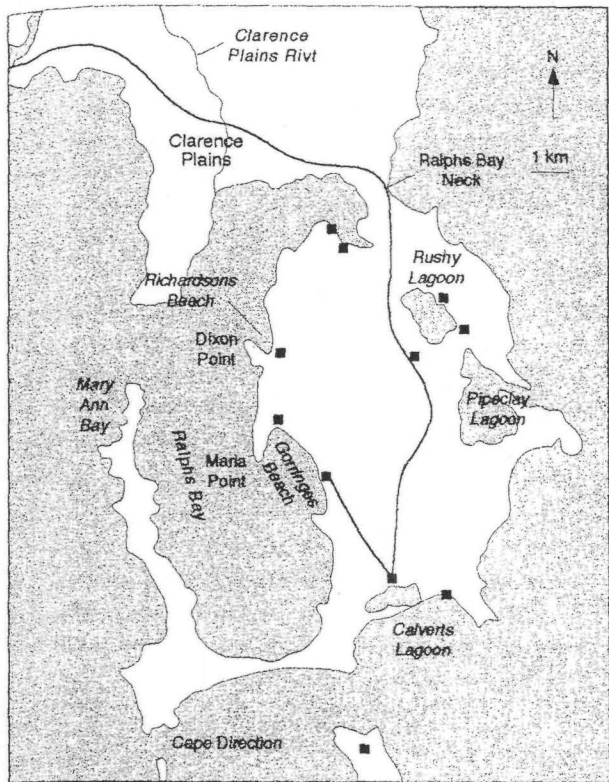 Clarence
Plains Rivt
N
Clarence
Plains
Ralphs Bay
Neck
1 km
Rushy
Lagoon
Richardsons
Beach
Dixon
Point
Mary
Ann
Bay
Pipeclay
Lagoon
Ralphs Bay
Maria
Point
Gorringes
Beach
Calverts
Lagoon
Cape Direction